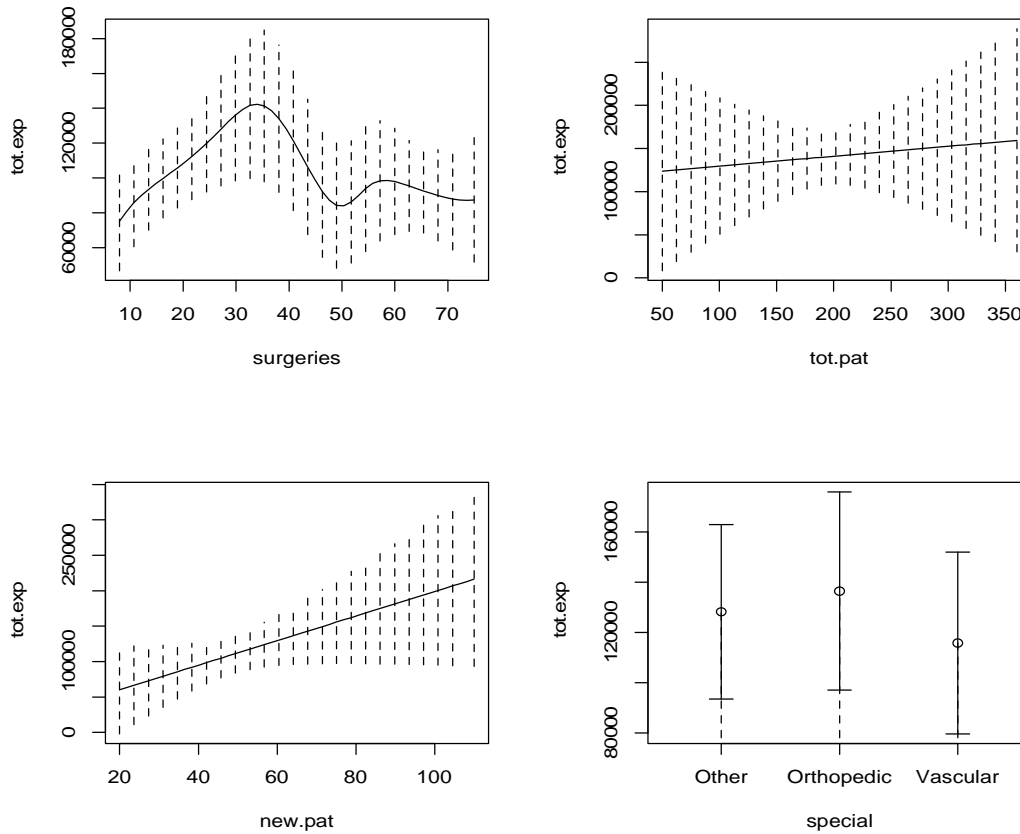 tot.exp
180000
120000
60000
10 20 30 40 50 60 70
surgeries
tot.exp
200000
100000
0
50 100 150 200 250 300 350
tot.pat
tot.exp
250000
100000
0
20 40 60 80 100
new.pat
tot.exp
160000
120000
80000
Other Orthopedic Vascular
special